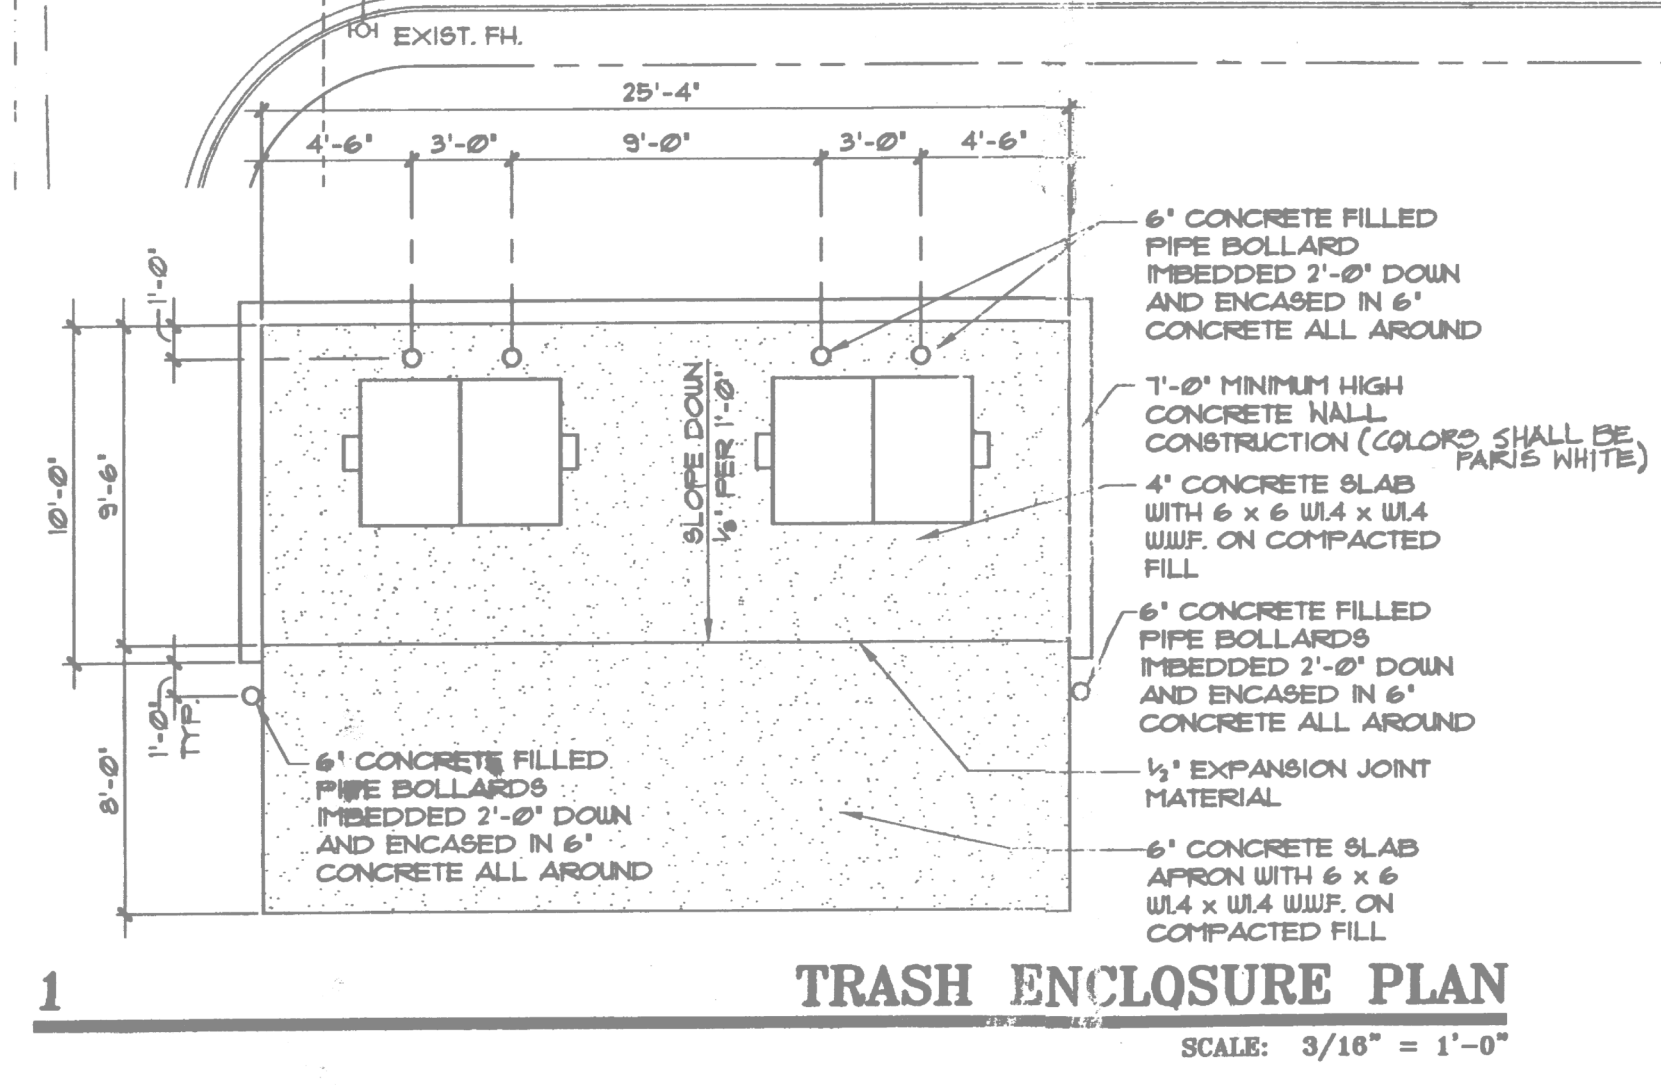 EXIST. FH.
25'-4"
4'-6"
3'-0"
9'-0"
3'-0"
4'-6"
6" CONCRETE FILLED
PIPE BOLLARD
IMBEDDED 2'-0" DOWN
AND ENCASED IN 6"
CONCRETE ALL AROUND
1'-0"
7'-0" MINIMUM HIGH
CONCRETE WALL
CONSTRUCTION (COLORS SHALL BE
PARIS WHITE)
SLOPE DOWN
1/8" PER 1'-0"
10'-0"
9'-6"
4" CONCRETE SLAB
WITH 6 x 6 W1.4 x W1.4
W.W.F. ON COMPACTED
FILL
6" CONCRETE FILLED
PIPE BOLLARDS
IMBEDDED 2'-0" DOWN
AND ENCASED IN 6"
CONCRETE ALL AROUND
1'-0"
TYP.
8'-0"
6" CONCRETE FILLED
PIPE BOLLARDS
IMBEDDED 2'-0" DOWN
AND ENCASED IN 6"
CONCRETE ALL AROUND
1/2" EXPANSION JOINT
MATERIAL
6" CONCRETE SLAB
APRON WITH 6 x 6
W1.4 x W1.4 W.W.F. ON
COMPACTED FILL
1
TRASH ENCLOSURE PLAN
SCALE: 3/16" = 1'-0"